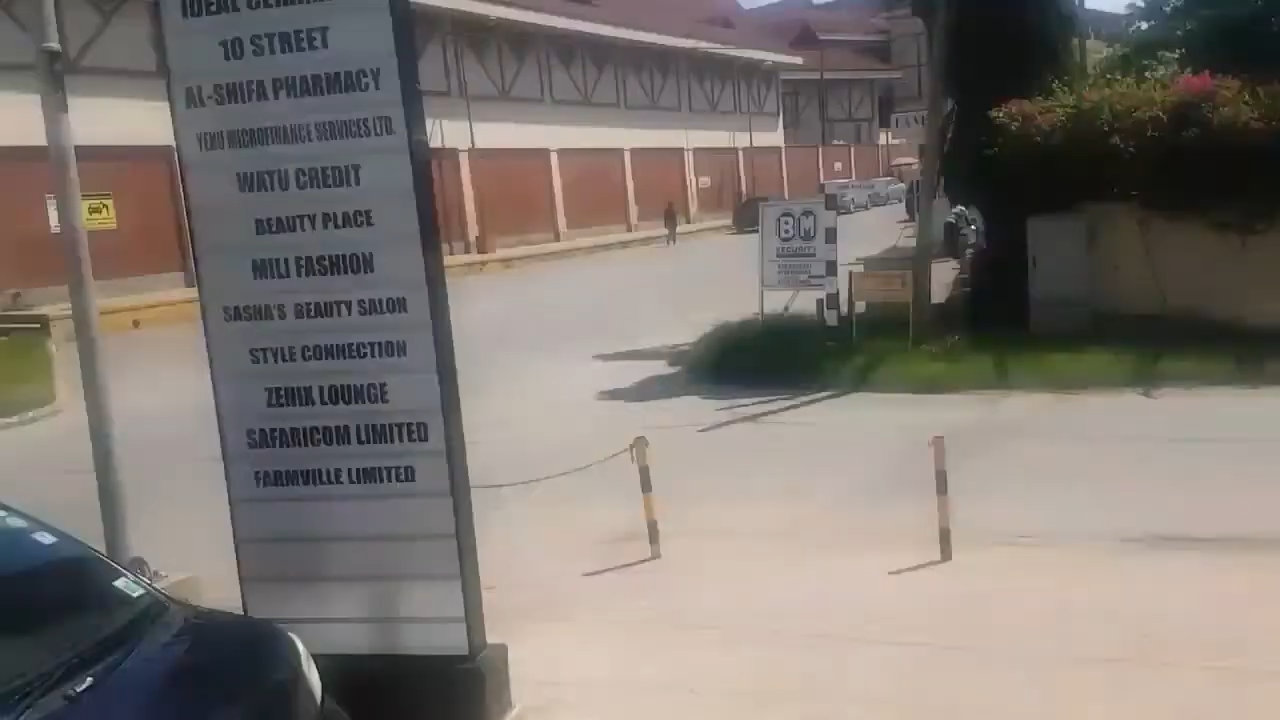 IDEAL
10 STREET
AL-SHIFA PHARMACY
YEHU MICROFINANCE SERVICES LTD.
WATU CREDIT
BEAUTY PLACE
MILI FASHION
SASHA'S BEAUTY SALON
STYLE CONNECTION
ZENIX LOUNGE
SAFARICOM LIMITED
FARMVILLE LIMITED
BM
SECURITY